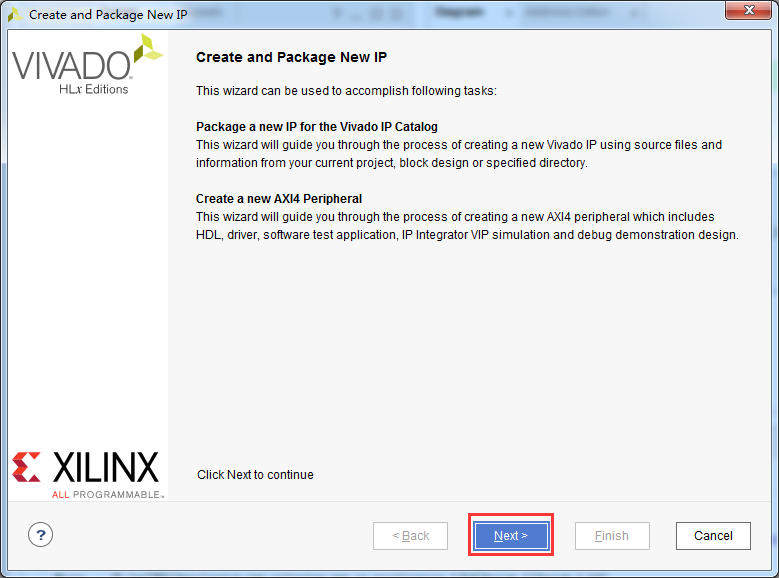 Create and Package New IP
VIVADO
HLx Editions
Create and Package New IP
This wizard can be used to accomplish following tasks:
Package a new IP for the Vivado IP Catalog
This wizard will guide you through the process of creating a new Vivado IP using source files and
information from your current project, block design or specified directory.
Create a new AXI4 Peripheral
This wizard will guide you through the process of creating a new AXI4 peripheral which includes
HDL, driver, software test application, IP Integrator VIP simulation and debug demonstration design.
XILINX
ALL PROGRAMMABLE™
Click Next to continue
?
< Back
Next >
Finish
Cancel